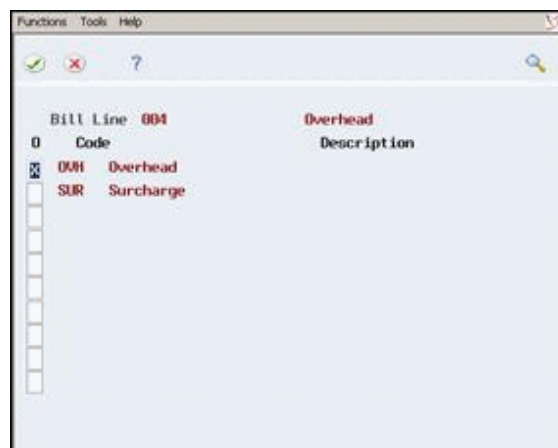 Functions Tools Help
?
Bill Line 004 Overhead
O Code Description
X OVH Overhead
SUR Surcharge